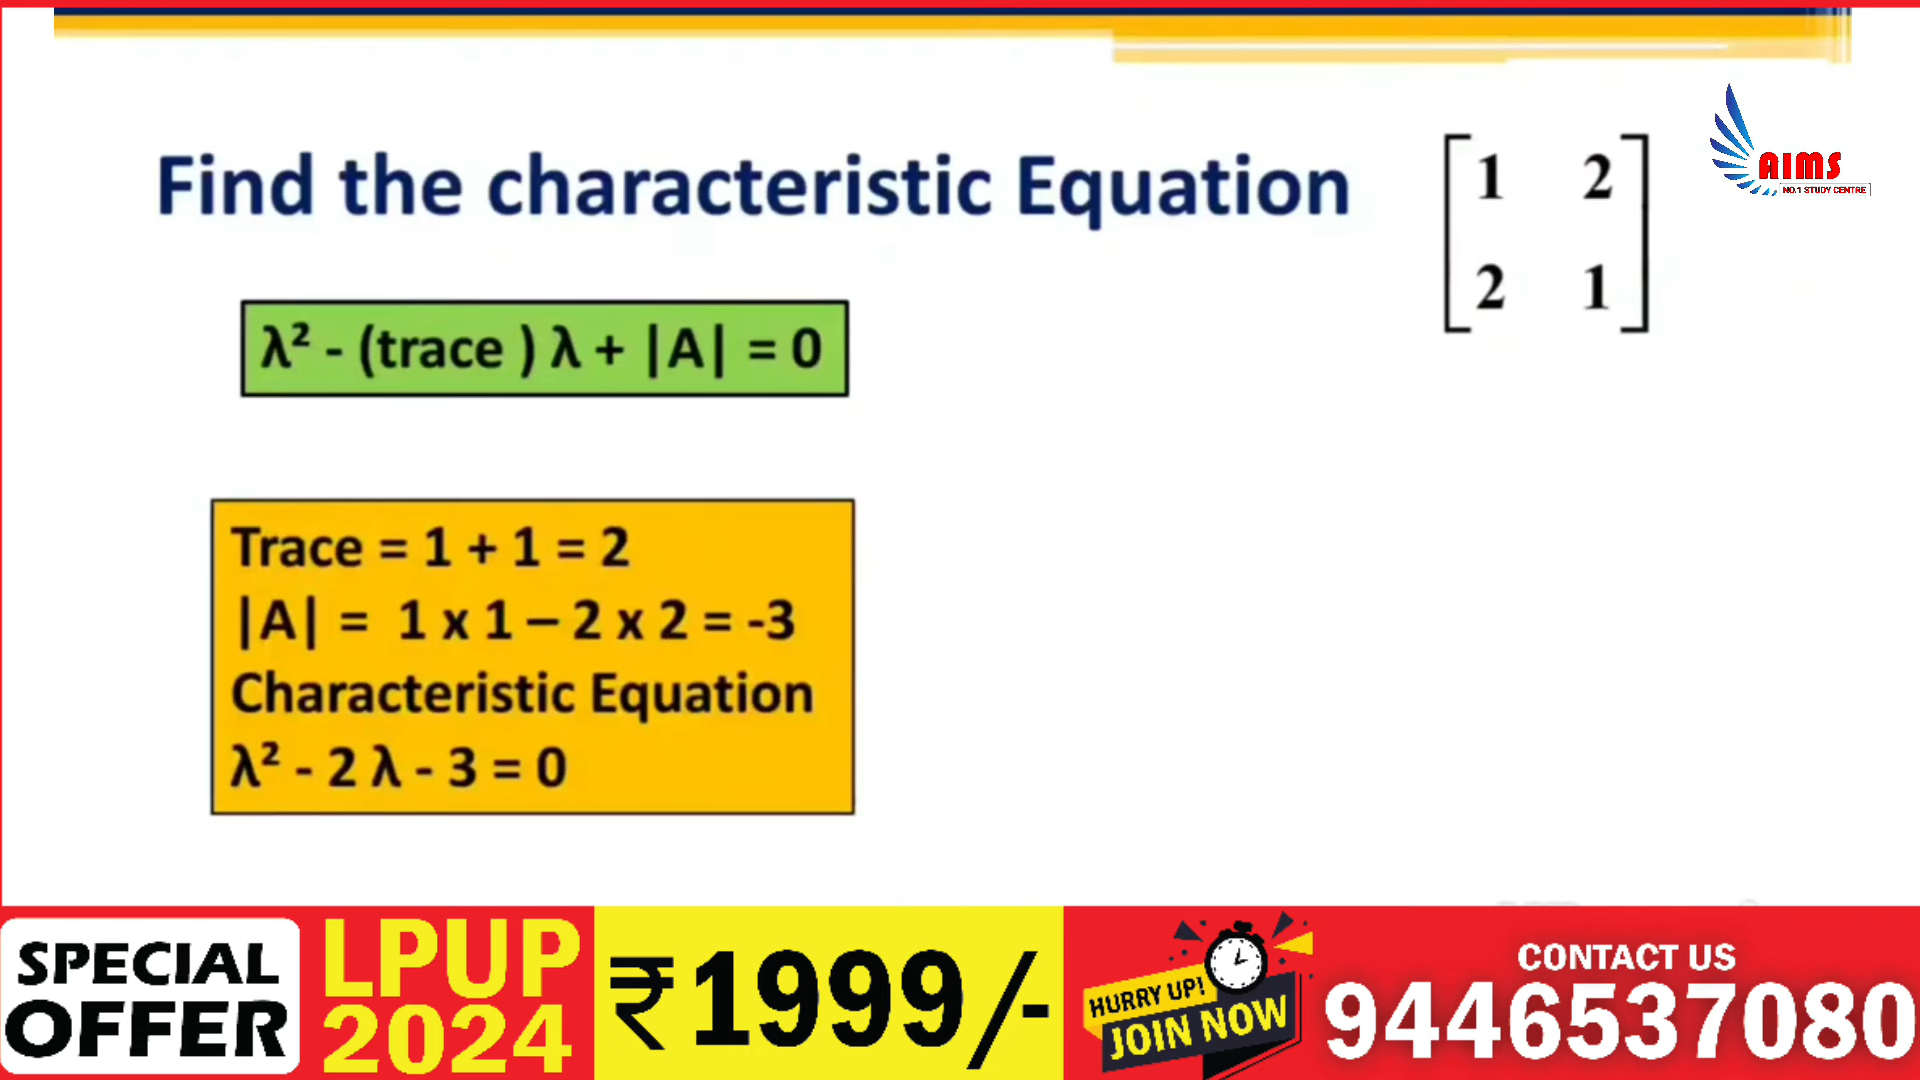 Find the characteristic Equation
1 2
2 1
AIMS
NO.1 STUDY CENTRE
λ² - (trace ) λ + |A| = 0
Trace = 1 + 1 = 2
|A| = 1 x 1 – 2 x 2 = -3
Characteristic Equation
λ² - 2 λ - 3 = 0
SPECIAL
OFFER
LPUP
2024
₹1999/-
HURRY UP!
JOIN NOW
CONTACT US
9446537080